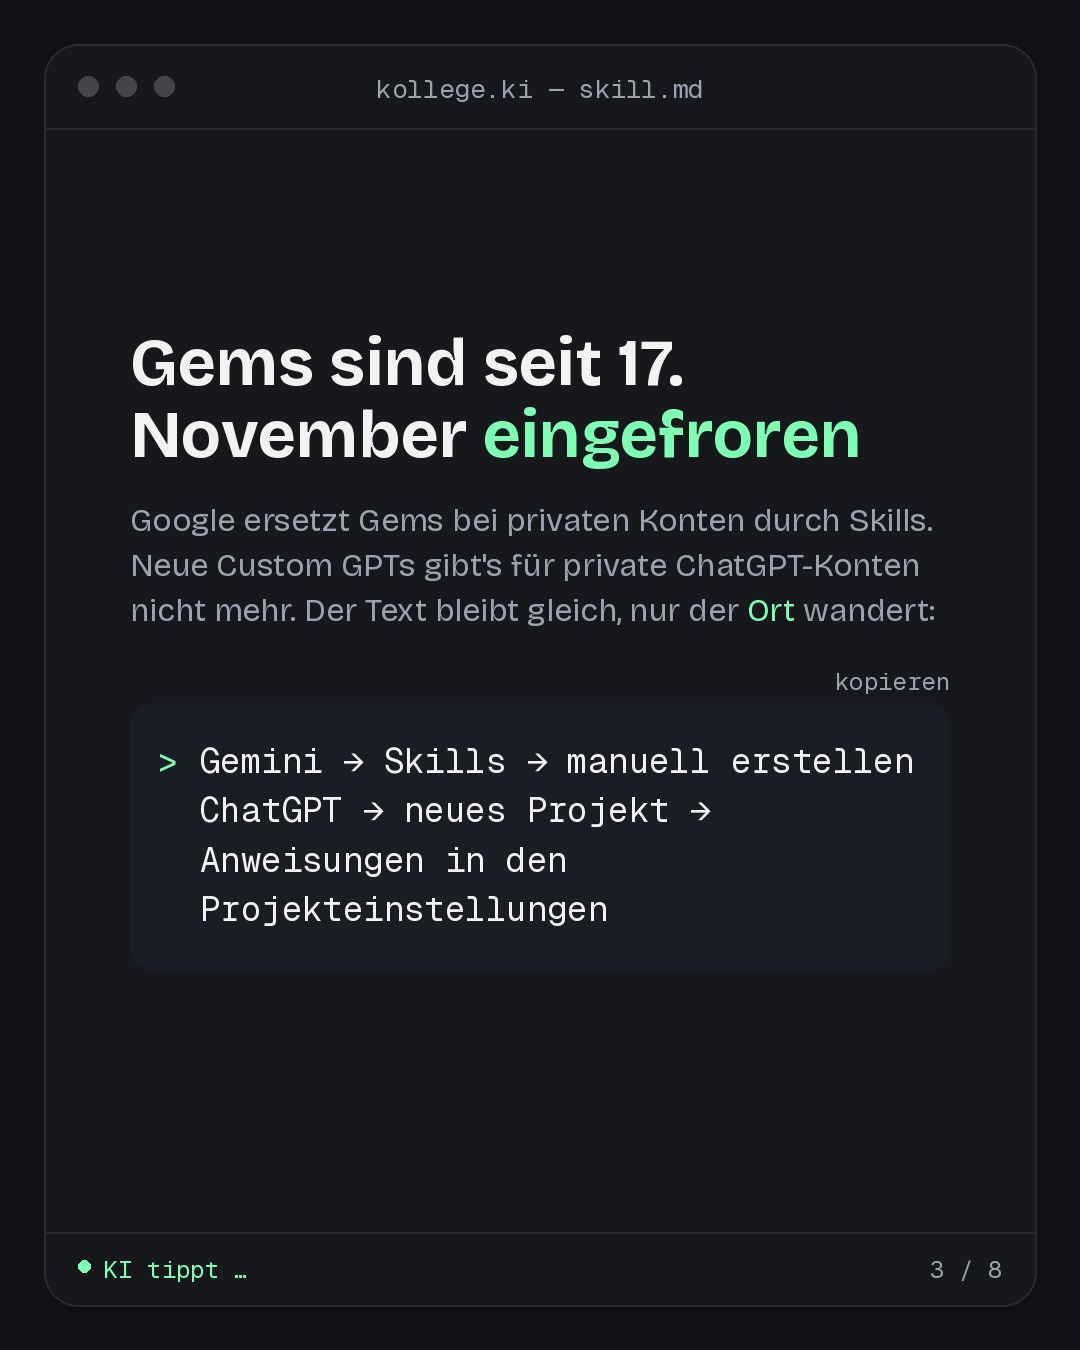 kollege.ki — skill.md
Gems sind seit 17.
November eingefroren
Google ersetzt Gems bei privaten Konten durch Skills.
Neue Custom GPTs gibt's für private ChatGPT-Konten
nicht mehr. Der Text bleibt gleich, nur der Ort wandert:
kopieren
> Gemini → Skills → manuell erstellen
ChatGPT → neues Projekt →
Anweisungen in den
Projekteinstellungen
KI tippt …
3 / 8